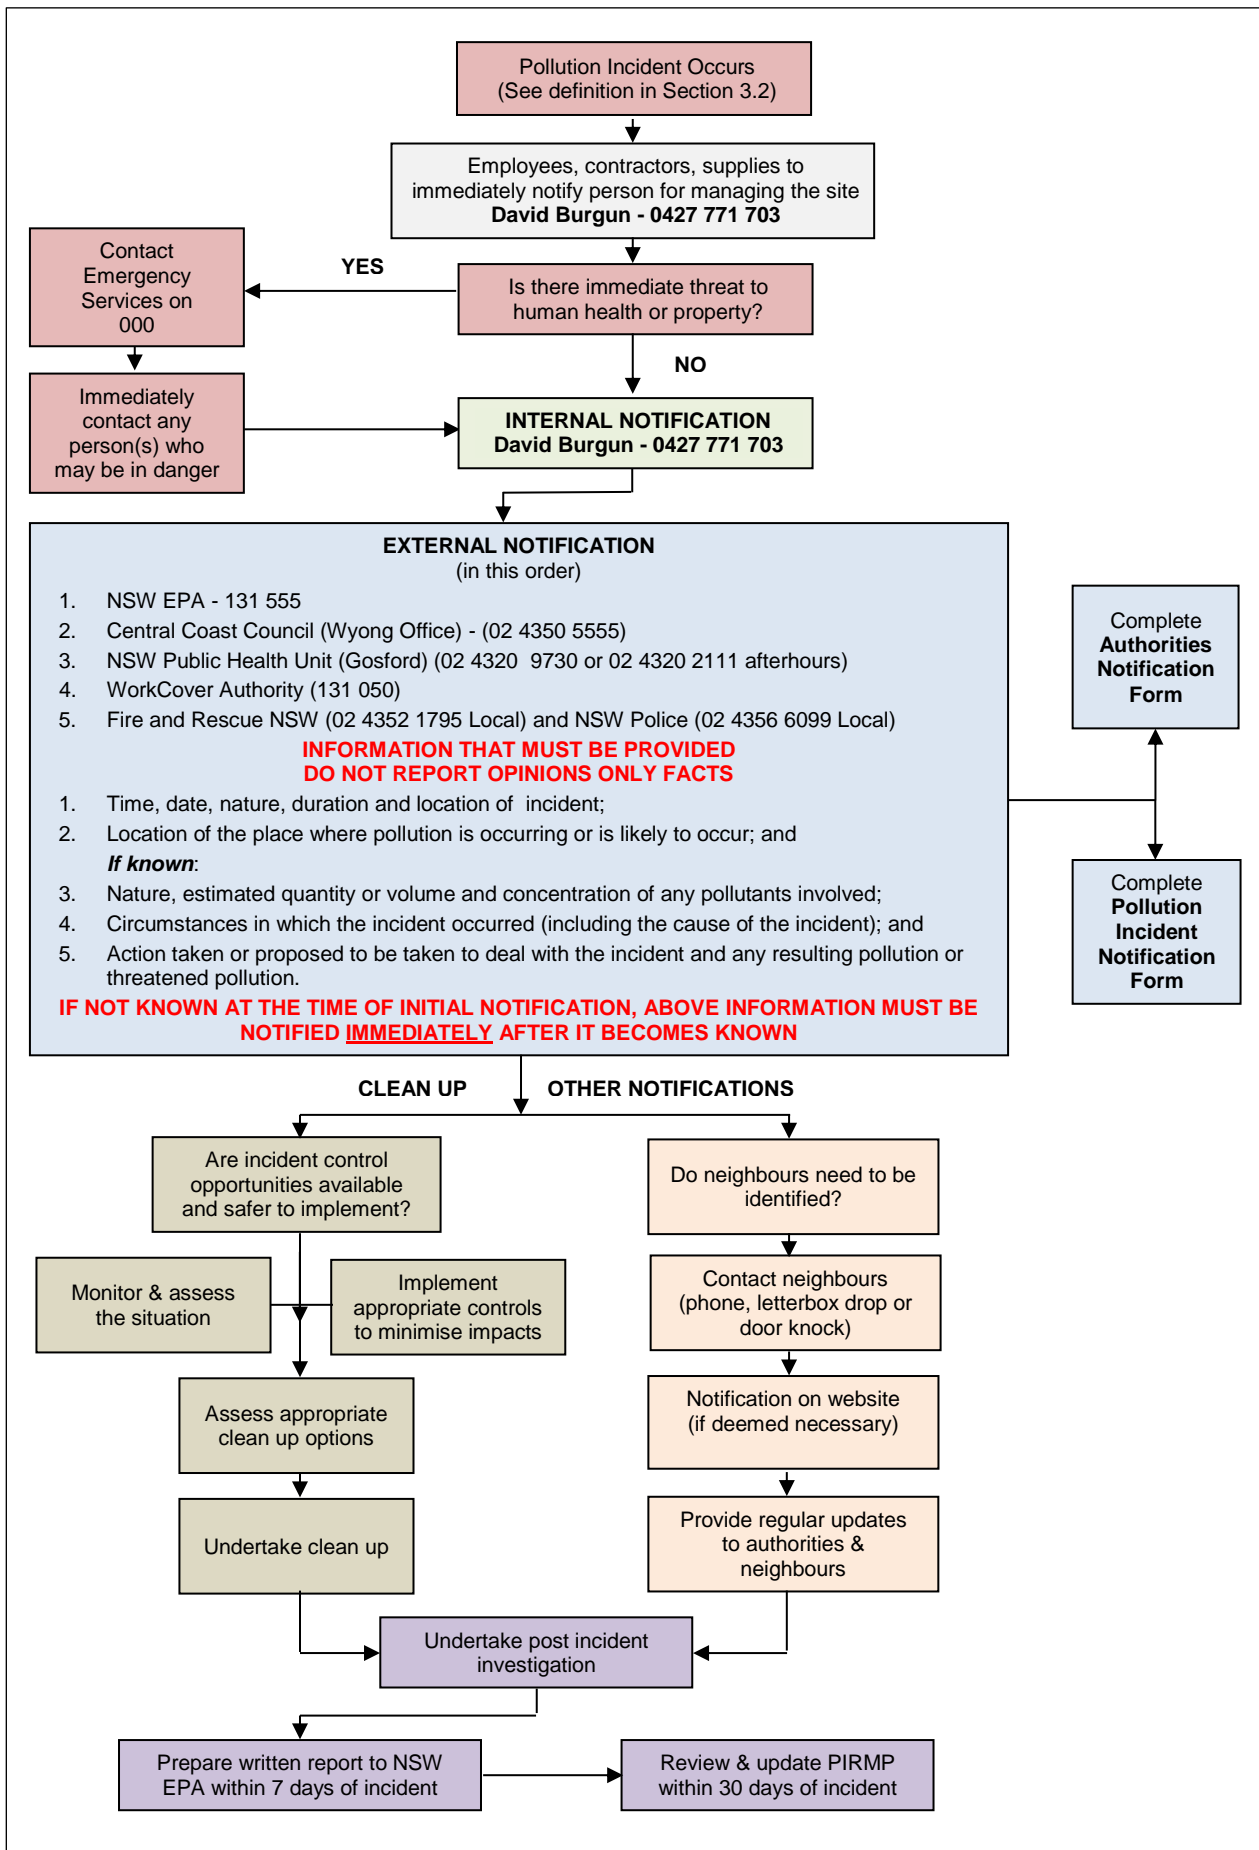 Pollution Incident Occurs
(See definition in Section 3.2)
Employees, contractors, supplies to
immediately notify person for managing the site
David Burgun - 0427 771 703
Contact
Emergency
Services on
000
YES
Is there immediate threat to
human health or property?
NO
Immediately
contact any
person(s) who
may be in danger
INTERNAL NOTIFICATION
David Burgun - 0427 771 703
EXTERNAL NOTIFICATION
(in this order)
1. NSW EPA - 131 555
2. Central Coast Council (Wyong Office) - (02 4350 5555)
3. NSW Public Health Unit (Gosford) (02 4320 9730 or 02 4320 2111 afterhours)
4. WorkCover Authority (131 050)
5. Fire and Rescue NSW (02 4352 1795 Local) and NSW Police (02 4356 6099 Local)
INFORMATION THAT MUST BE PROVIDED
DO NOT REPORT OPINIONS ONLY FACTS
1. Time, date, nature, duration and location of incident;
2. Location of the place where pollution is occurring or is likely to occur; and
If known:
3. Nature, estimated quantity or volume and concentration of any pollutants involved;
4. Circumstances in which the incident occurred (including the cause of the incident); and
5. Action taken or proposed to be taken to deal with the incident and any resulting pollution or
threatened pollution.
IF NOT KNOWN AT THE TIME OF INITIAL NOTIFICATION, ABOVE INFORMATION MUST BE
NOTIFIED IMMEDIATELY AFTER IT BECOMES KNOWN
Complete
Authorities
Notification
Form
Complete
Pollution
Incident
Notification
Form
CLEAN UP
OTHER NOTIFICATIONS
Are incident control
opportunities available
and safer to implement?
Monitor & assess
the situation
Implement
appropriate controls
to minimise impacts
Assess appropriate
clean up options
Undertake clean up
Do neighbours need to be
identified?
Contact neighbours
(phone, letterbox drop or
door knock)
Notification on website
(if deemed necessary)
Provide regular updates
to authorities &
neighbours
Undertake post incident
investigation
Prepare written report to NSW
EPA within 7 days of incident
Review & update PIRMP
within 30 days of incident